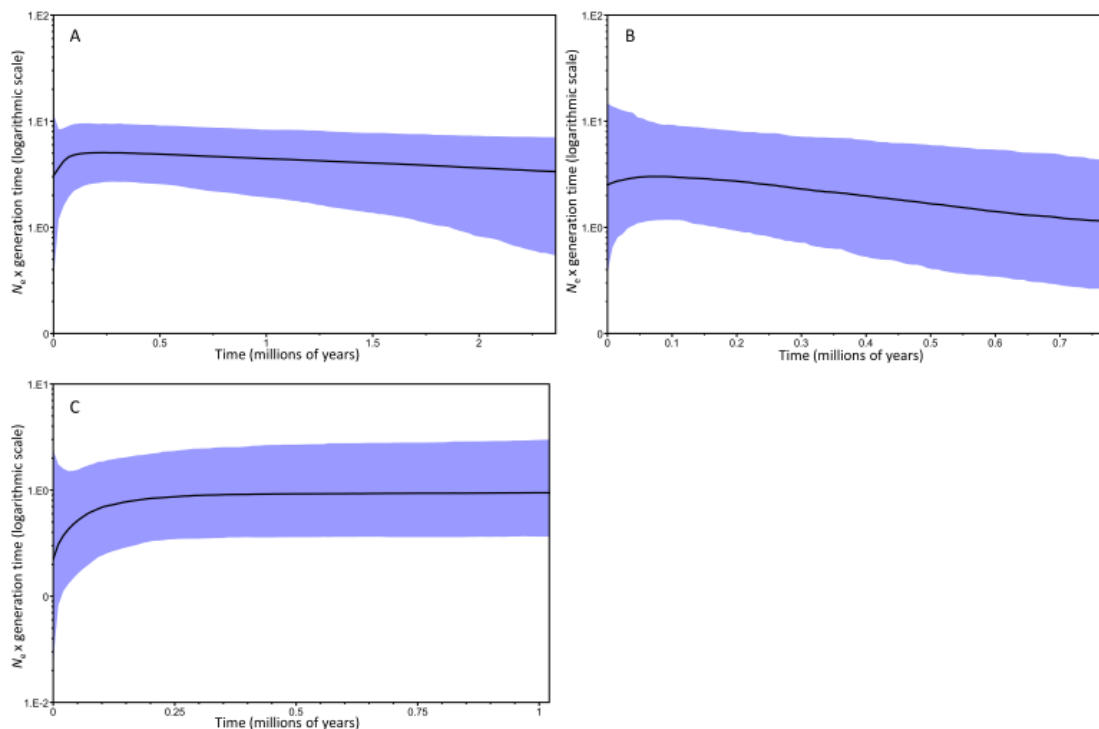 A
1.E2
1.E1
1.E0
0
Ne x generation time (logarithmic scale)
0
0.5
1
1.5
2
Time (millions of years)
B
1.E2
1.E1
1.E0
0
Ne x generation time (logarithmic scale)
0
0.1
0.2
0.3
0.4
0.5
0.6
0.7
Time (millions of years)
C
1.E1
1.E0
0
1.E-2
Ne x generation time (logarithmic scale)
0
0.25
0.5
0.75
1
Time (millions of years)